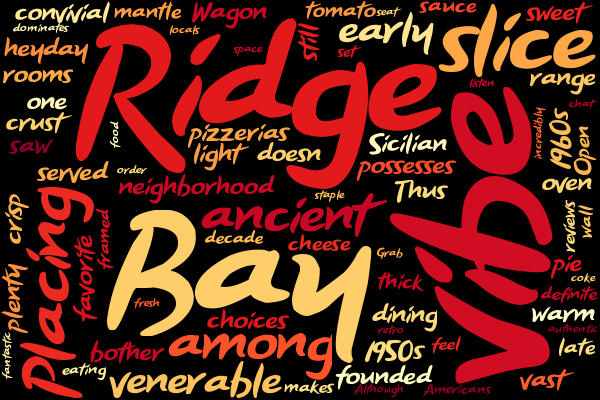 convivial
mantle
Wagon
tomato
seat
sauce
slice
sweet
dominates
locals
still
early
heyday
Ridge
space
set
range
rooms
listen
one
crust
food
pizzerias
Sicilian
incredibly
1960s
chat
Open
saw
light
doesn
possesses
served
order
oven
neighborhood
staple
Thus
vibe
crisp
placing
favorite
framed
ancient
reviews
wall
decade
cheese
Grab
pie
plenty
Bay
thick
coke
definite
fresh
choices
dining
warm
retro
authentic
fantastic
bother
among
1950s
feel
late
eating
venerable
makes
founded
Although
Americans
vast